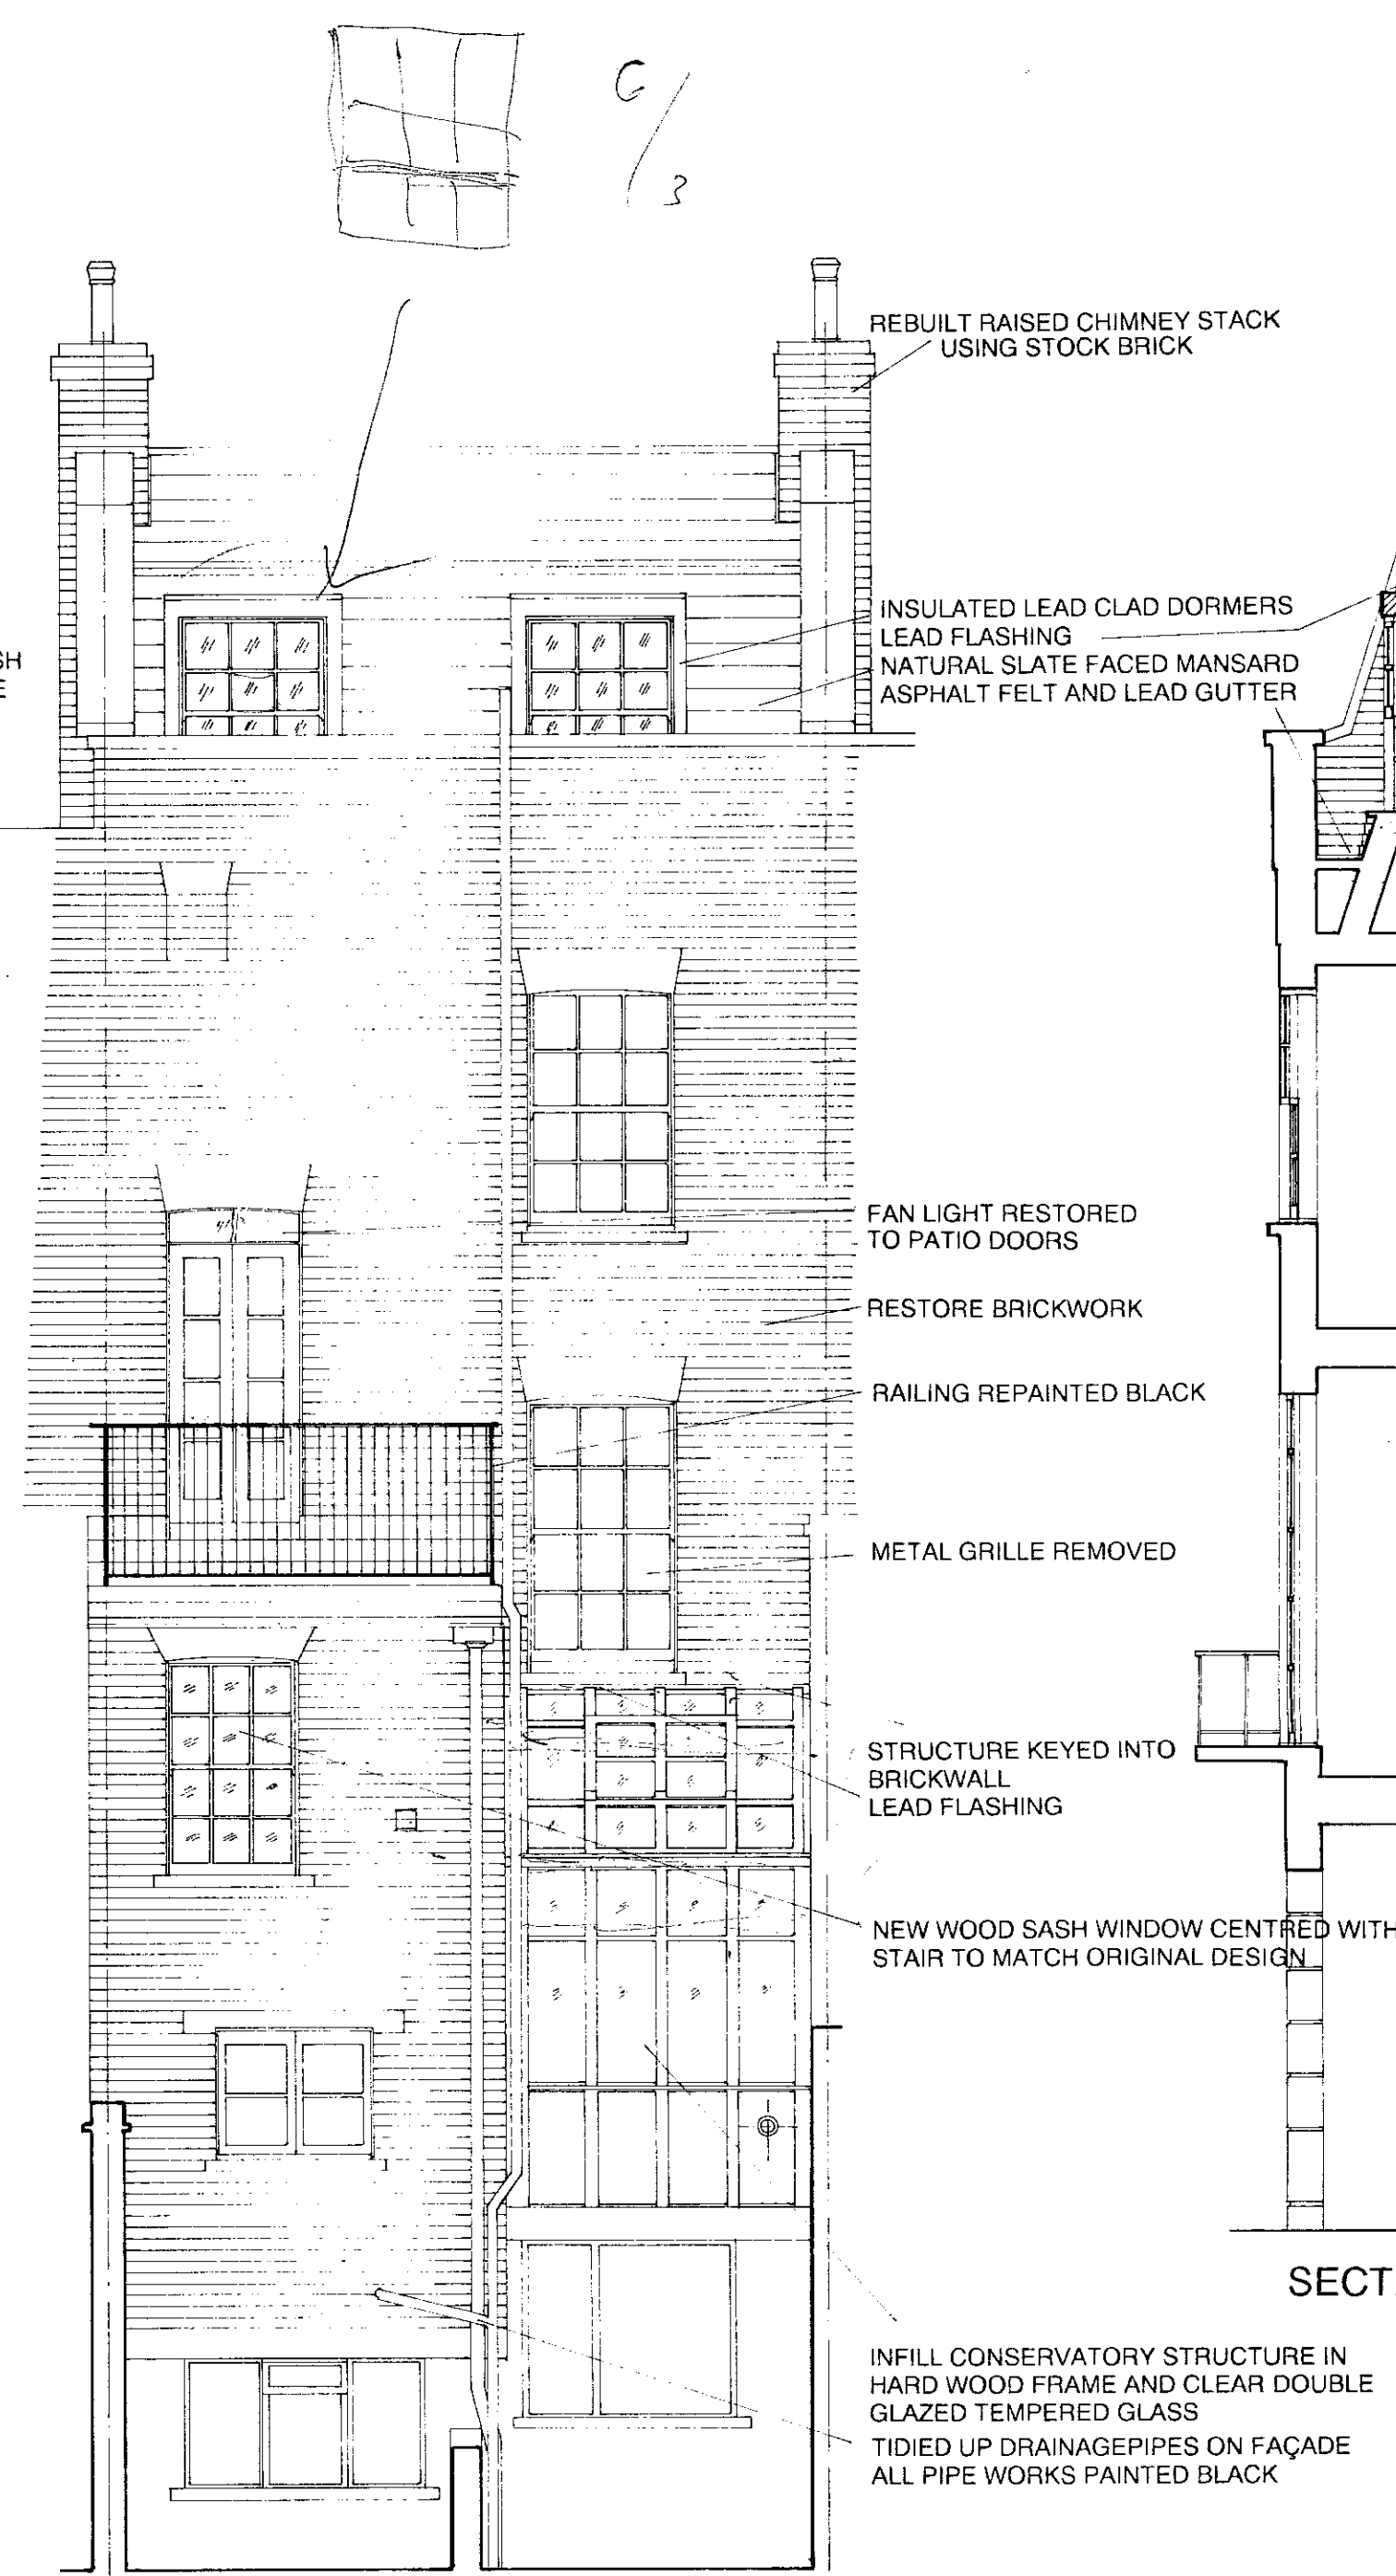 6/3
REBUILT RAISED CHIMNEY STACK
USING STOCK BRICK
INSULATED LEAD CLAD DORMERS
LEAD FLASHING
NATURAL SLATE FACED MANSARD
ASPHALT FELT AND LEAD GUTTER
FAN LIGHT RESTORED
TO PATIO DOORS
RESTORE BRICKWORK
RAILING REPAINTED BLACK
METAL GRILLE REMOVED
STRUCTURE KEYED INTO
BRICKWALL
LEAD FLASHING
NEW WOOD SASH WINDOW CENTRED WITH
STAIR TO MATCH ORIGINAL DESIGN
SECT
INFILL CONSERVATORY STRUCTURE IN
HARD WOOD FRAME AND CLEAR DOUBLE
GLAZED TEMPERED GLASS
TIDIED UP DRAINAGEPIPES ON FAÇADE
ALL PIPE WORKS PAINTED BLACK